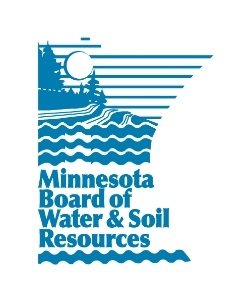 Minnesota
Board of
Water & Soil
Resources